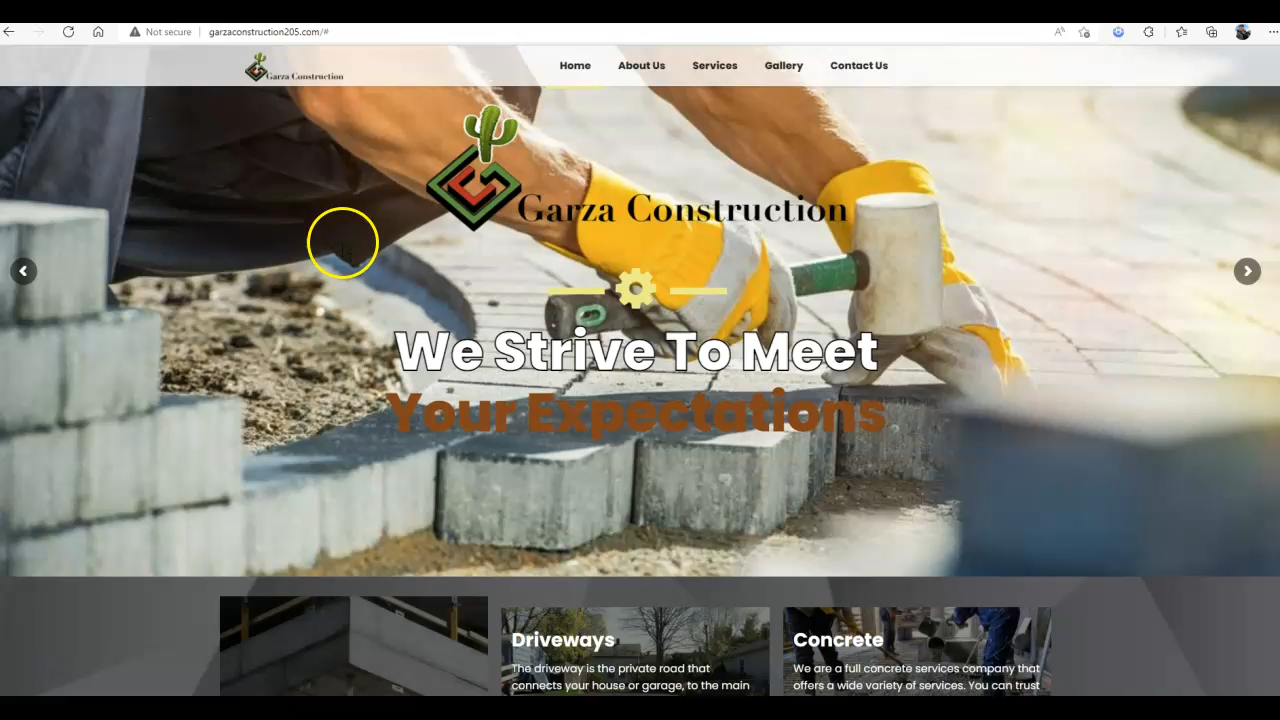 Not secure
garzaconstruction205.com/#
Garza Construction
Home
About Us
Services
Gallery
Contact Us
Garza Construction
We Strive To Meet
Your Expectations
Driveways
The driveway is the private road that
connects your house or garage, to the main
Concrete
We are a full concrete services company that
offers a wide variety of services. You can trust